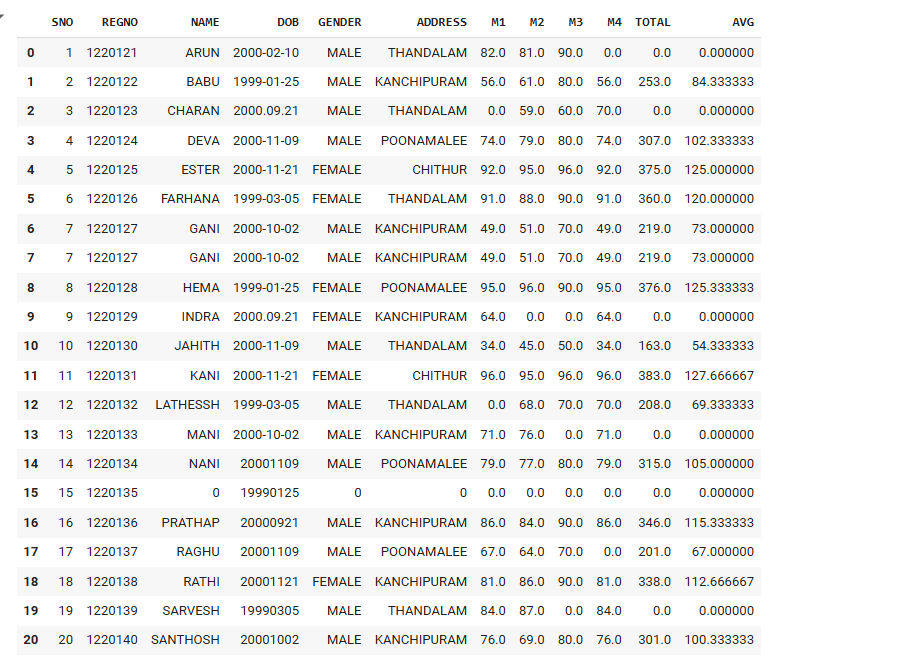 SNO REGNO NAME DOB GENDER ADDRESS M1 M2 M3 M4 TOTAL AVG
0 1 1220121 ARUN 2000-02-10 MALE THANDALAM 82.0 81.0 90.0 0.0 0.0 0.000000
1 2 1220122 BABU 1999-01-25 MALE KANCHIPURAM 56.0 61.0 80.0 56.0 253.0 84.333333
2 3 1220123 CHARAN 2000.09.21 MALE THANDALAM 0.0 59.0 60.0 70.0 0.0 0.000000
3 4 1220124 DEVA 2000-11-09 MALE POONAMALEE 74.0 79.0 80.0 74.0 307.0 102.333333
4 5 1220125 ESTER 2000-11-21 FEMALE CHITHUR 92.0 95.0 96.0 92.0 375.0 125.000000
5 6 1220126 FARHANA 1999-03-05 FEMALE THANDALAM 91.0 88.0 90.0 91.0 360.0 120.000000
6 7 1220127 GANI 2000-10-02 MALE KANCHIPURAM 49.0 51.0 70.0 49.0 219.0 73.000000
7 7 1220127 GANI 2000-10-02 MALE KANCHIPURAM 49.0 51.0 70.0 49.0 219.0 73.000000
8 8 1220128 HEMA 1999-01-25 FEMALE POONAMALEE 95.0 96.0 90.0 95.0 376.0 125.333333
9 9 1220129 INDRA 2000.09.21 FEMALE KANCHIPURAM 64.0 0.0 0.0 64.0 0.0 0.000000
10 10 1220130 JAHITH 2000-11-09 MALE THANDALAM 34.0 45.0 50.0 34.0 163.0 54.333333
11 11 1220131 KANI 2000-11-21 FEMALE CHITHUR 96.0 95.0 96.0 96.0 383.0 127.666667
12 12 1220132 LATHESSH 1999-03-05 MALE THANDALAM 0.0 68.0 70.0 70.0 208.0 69.333333
13 13 1220133 MANI 2000-10-02 MALE KANCHIPURAM 71.0 76.0 0.0 71.0 0.0 0.000000
14 14 1220134 NANI 20001109 MALE POONAMALEE 79.0 77.0 80.0 79.0 315.0 105.000000
15 15 1220135 0 19990125 0 0 0.0 0.0 0.0 0.0 0.0 0.000000
16 16 1220136 PRATHAP 20000921 MALE KANCHIPURAM 86.0 84.0 90.0 86.0 346.0 115.333333
17 17 1220137 RAGHU 20001109 MALE POONAMALEE 67.0 64.0 70.0 0.0 201.0 67.000000
18 18 1220138 RATHI 20001121 FEMALE KANCHIPURAM 81.0 86.0 90.0 81.0 338.0 112.666667
19 19 1220139 SARVESH 19990305 MALE THANDALAM 84.0 87.0 0.0 84.0 0.0 0.000000
20 20 1220140 SANTHOSH 20001002 MALE KANCHIPURAM 76.0 69.0 80.0 76.0 301.0 100.333333